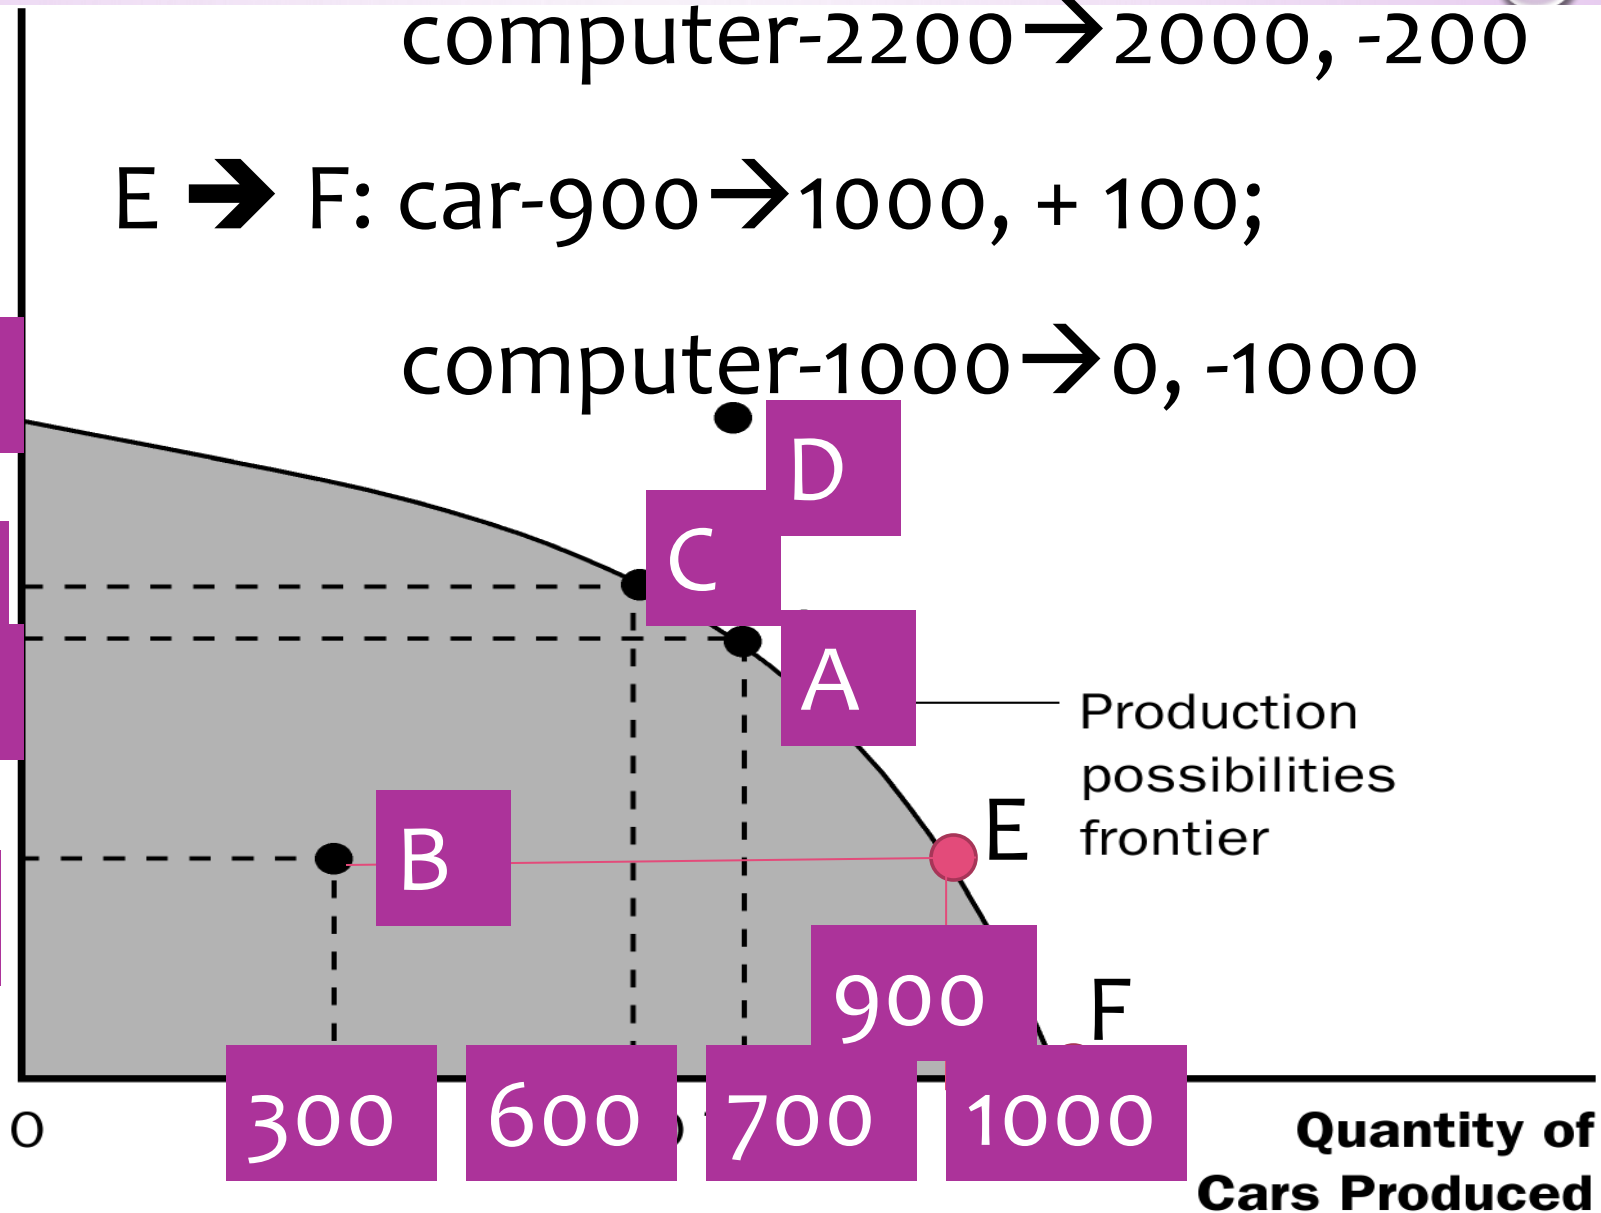 computer-2200→2000, -200
E → F: car-900→1000, + 100;
computer-1000→0, -1000
D
C
A
Production
possibilities
frontier
E
B
900
F
300
600
700
1000
0
Quantity of
Cars Produced